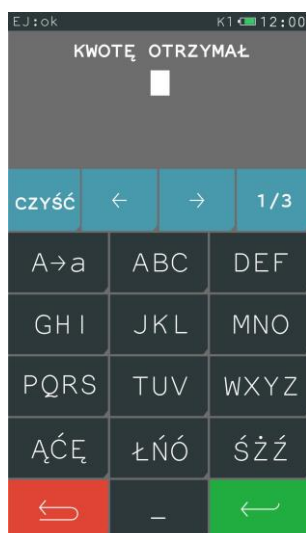 EJ:ok K1 12:00
KWOTĘ OTRZYMAŁ
CZYŚĆ ← → 1/3
A→a ABC DEF
GHI JKL MNO
PQRS TUV WXYZ
ĄĆĘ ŁŃÓ ŚŻŹ
_